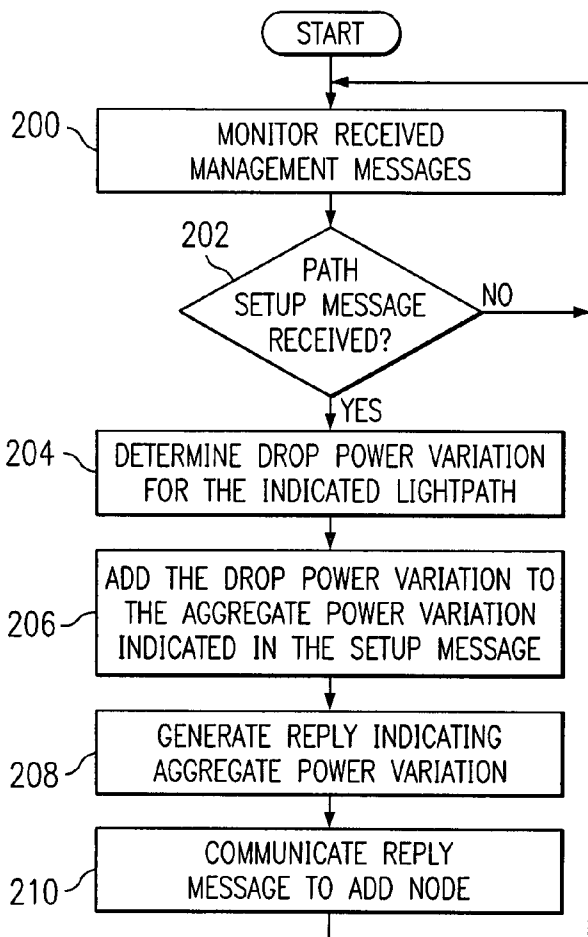 START
200
MONITOR RECEIVED
MANAGEMENT MESSAGES
202
PATH
SETUP MESSAGE
RECEIVED?
NO
YES
204
DETERMINE DROP POWER VARIATION
FOR THE INDICATED LIGHTPATH
206
ADD THE DROP POWER VARIATION TO
THE AGGREGATE POWER VARIATION
INDICATED IN THE SETUP MESSAGE
208
GENERATE REPLY INDICATING
AGGREGATE POWER VARIATION
210
COMMUNICATE REPLY
MESSAGE TO ADD NODE